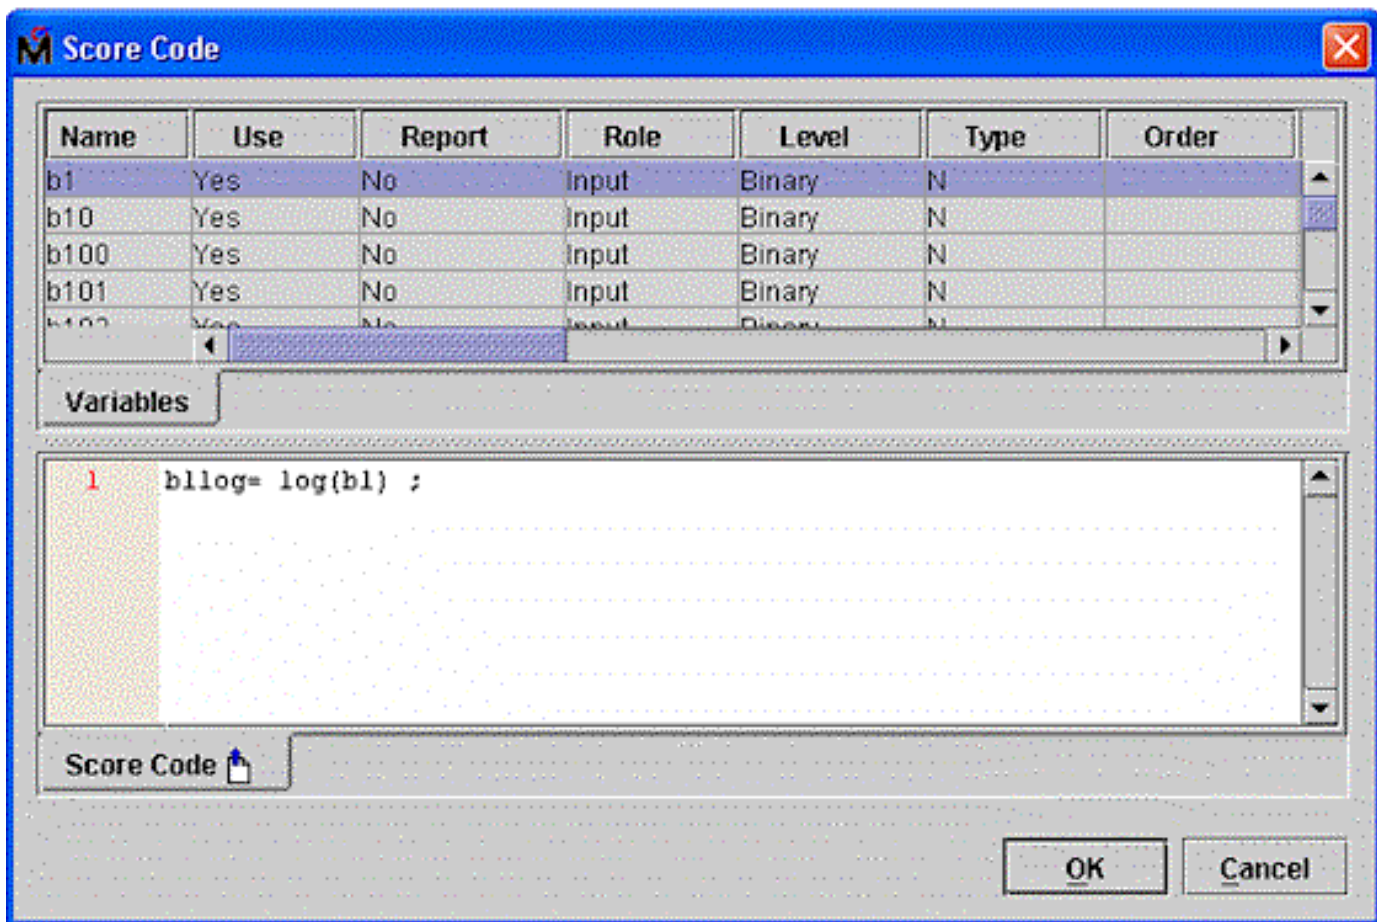 Score Code
Name Use Report Role Level Type Order
b1 Yes No Input Binary N
b10 Yes No Input Binary N
b100 Yes No Input Binary N
b101 Yes No Input Binary N
Variables
1 b1log= log(b1) ;
Score Code
OK Cancel